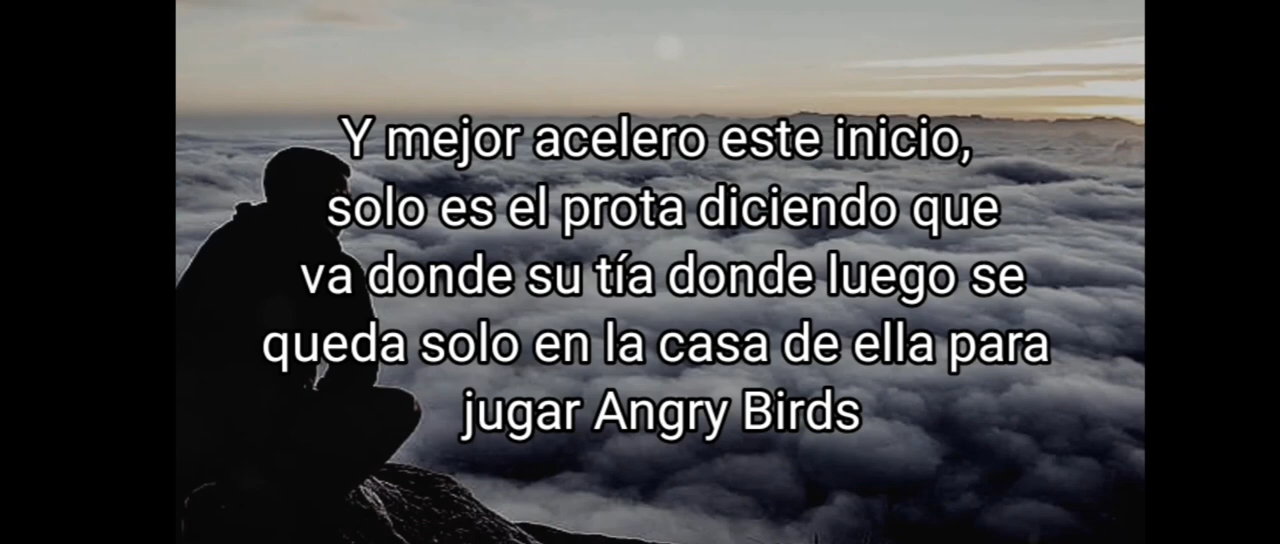 Y mejor acelero este inicio,
solo es el prota diciendo que
va donde su tía donde luego se
queda solo en la casa de ella para
jugar Angry Birds